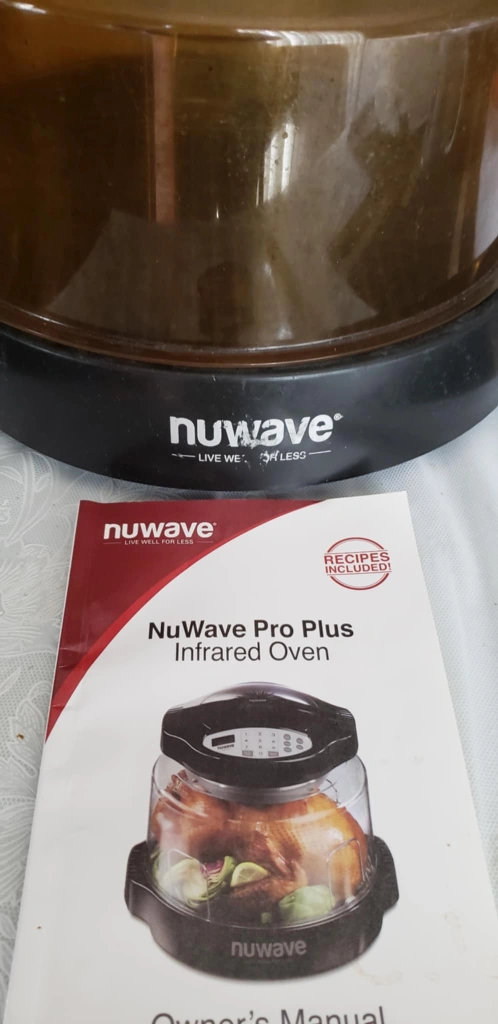 nuwave®
LIVE WE FOR LESS
nuwave®
LIVE WELL FOR LESS
RECIPES
INCLUDED!
NuWave Pro Plus
Infrared Oven
nuwave
Owner's Manual